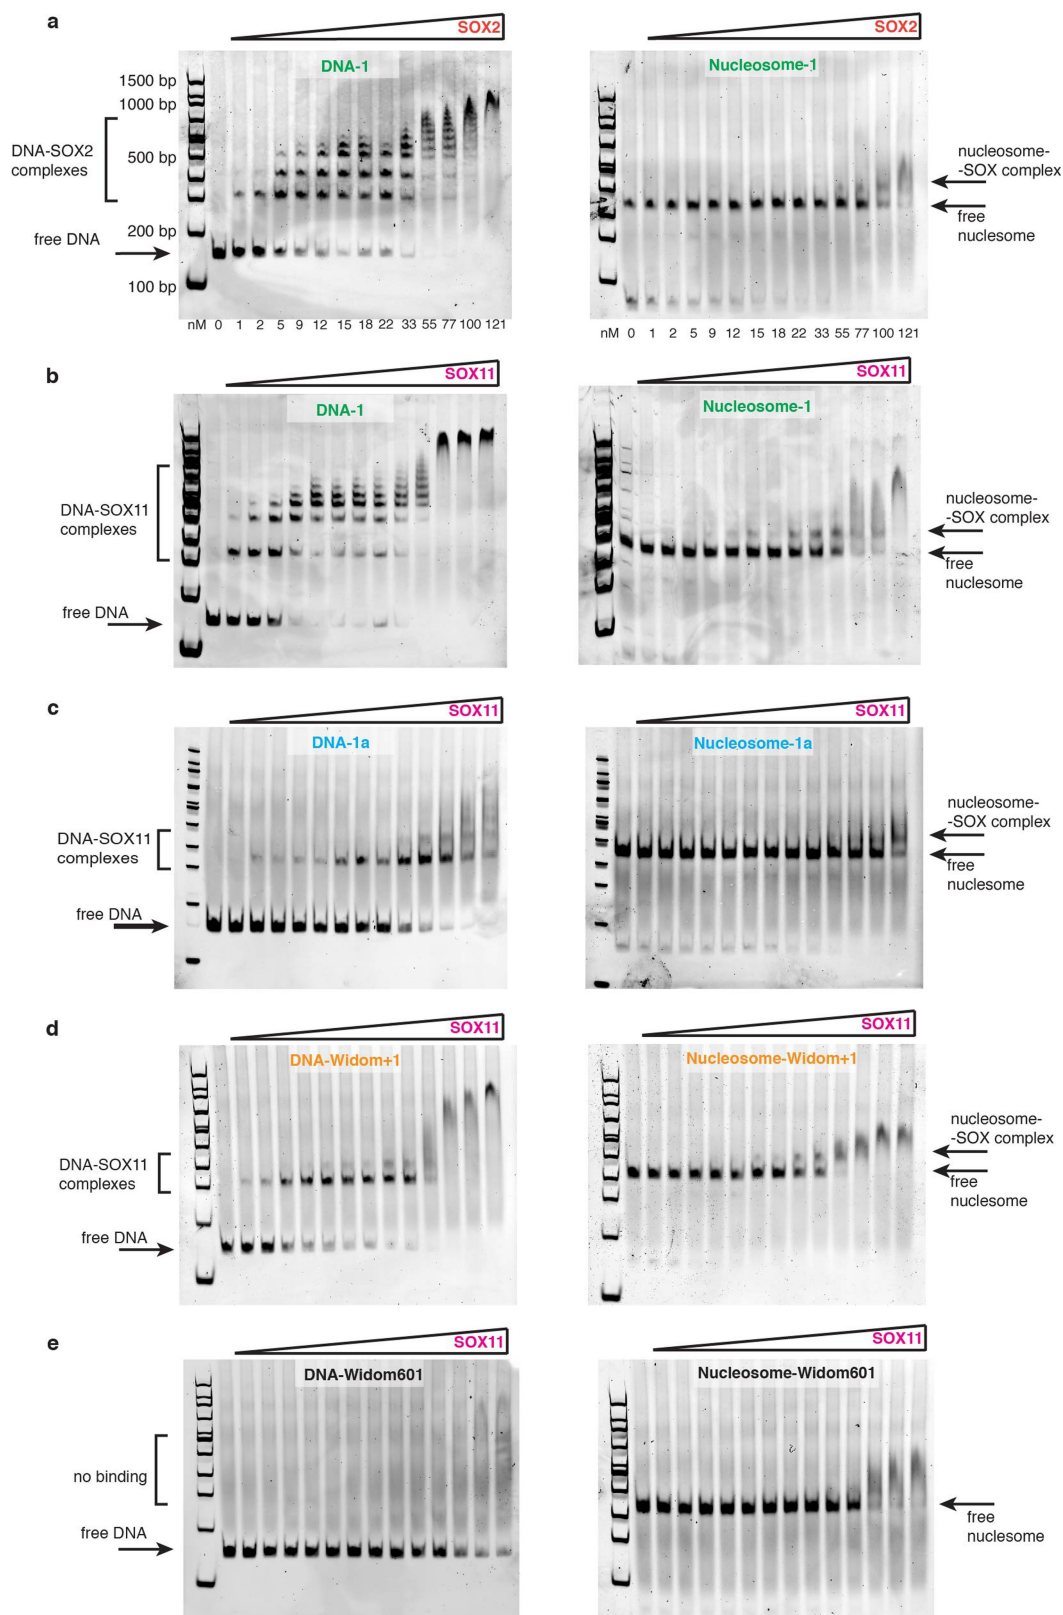 a
SOX2
SOX2
DNA-1
Nucleosome-1
1500 bp
1000 bp
DNA-SOX2
complexes
500 bp
200 bp
free DNA
100 bp
nucleosome-
-SOX complex
free
nuclesome
nM 0 1 2 5 9 12 15 18 22 33 55 77 100 121
nM 0 1 2 5 9 12 15 18 22 33 55 77 100 121
b
SOX11
SOX11
DNA-1
Nucleosome-1
DNA-SOX11
complexes
free DNA
nucleosome-
-SOX complex
free
nuclesome
c
SOX11
SOX11
DNA-1a
Nucleosome-1a
DNA-SOX11
complexes
free DNA
nucleosome-
-SOX complex
free
nuclesome
d
SOX11
SOX11
DNA-Widom+1
Nucleosome-Widom+1
DNA-SOX11
complexes
free DNA
nucleosome-
-SOX complex
free
nuclesome
e
SOX11
SOX11
DNA-Widom601
Nucleosome-Widom601
no binding
free DNA
free
nuclesome